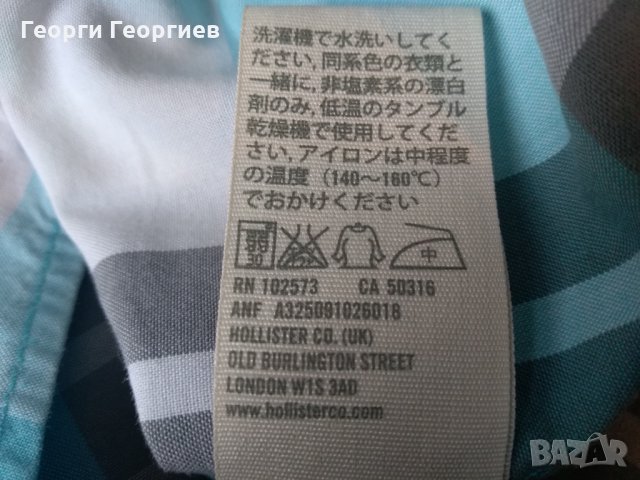 Георги Георгиев
洗濯機で水洗いしてく
ださい, 同系色の衣類と
一緒に, 非塩素系の漂白
剤のみ, 低温のタンブル
乾燥機で使用してくだ
さい, アイロンは中程度
の温度（140〜160℃）
でおかけください
30 中
RN 102573 CA 50316
ANF A325091026018
HOLLISTER CO. (UK)
OLD BURLINGTON STREET
LONDON W1S 3AD
www.hollisterco.com
BAZAR